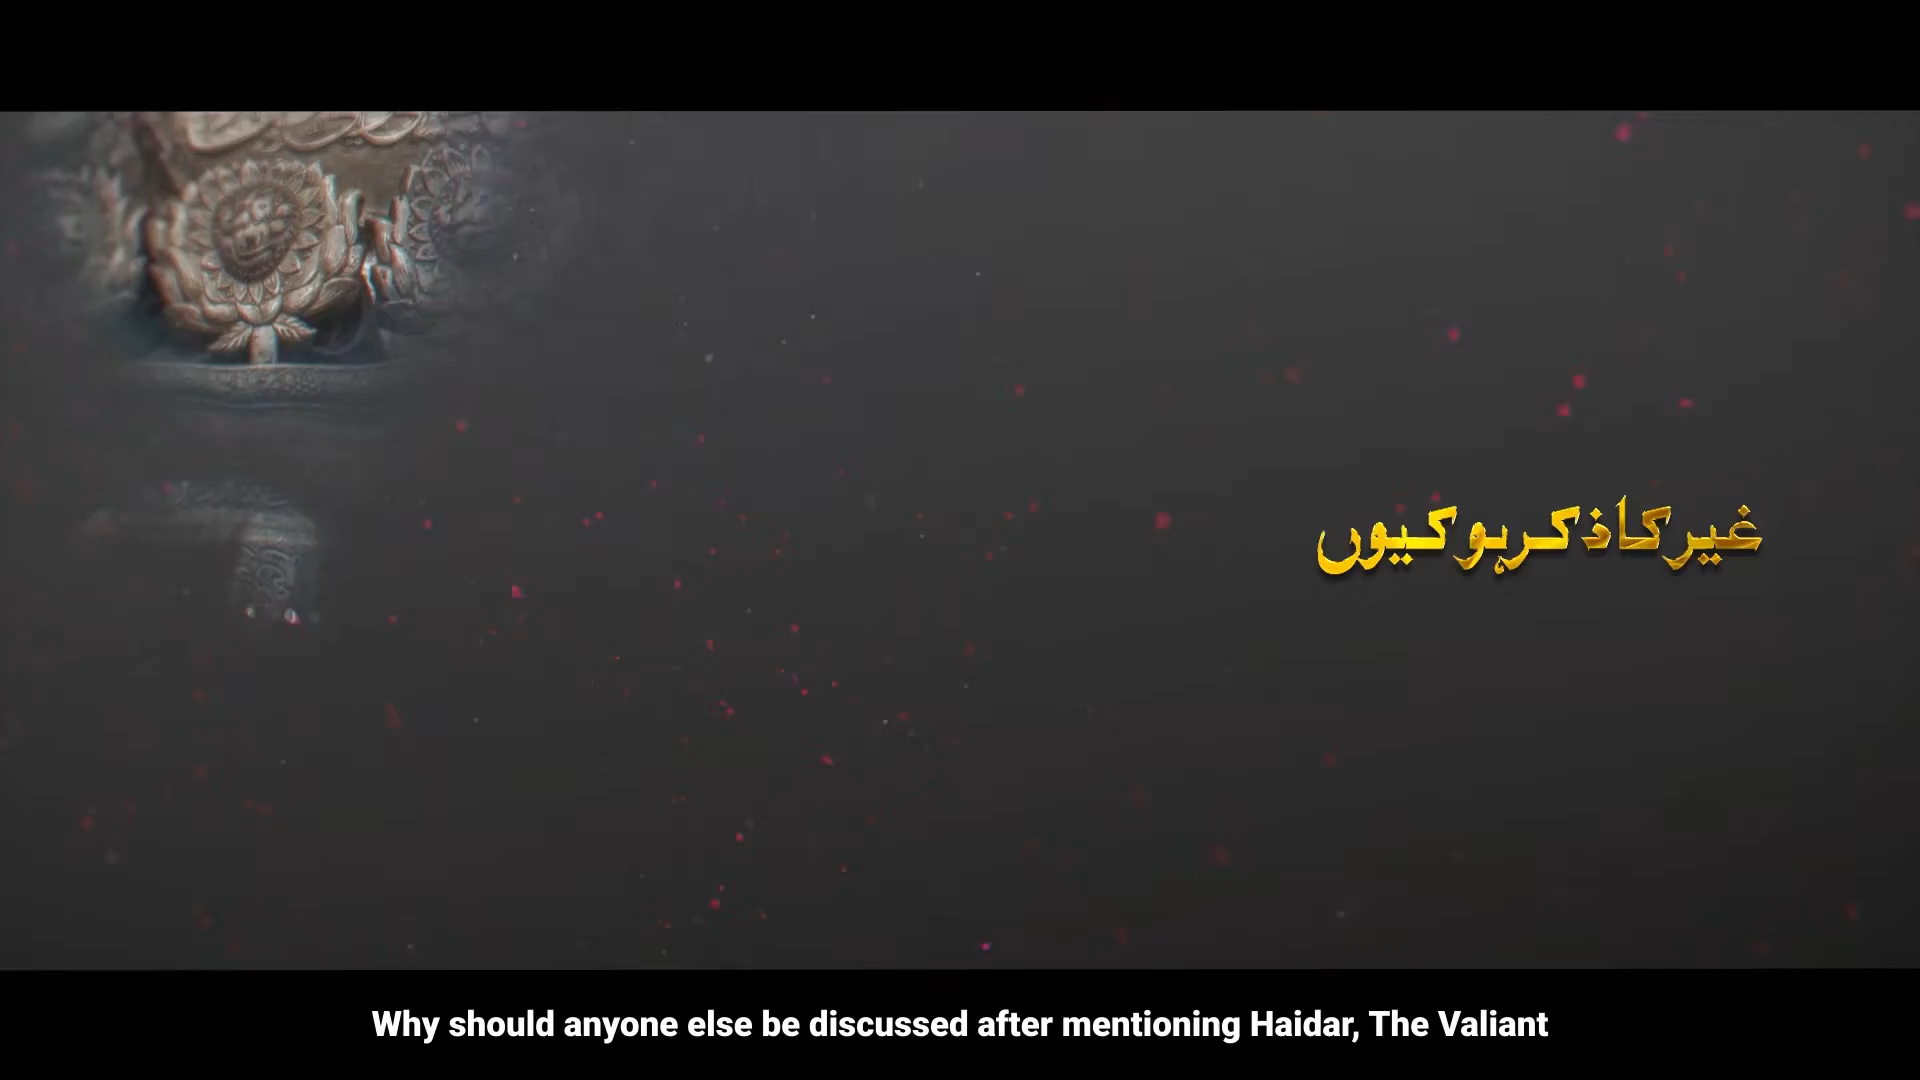 غیر کا ذکر ہو کیوں
Why should anyone else be discussed after mentioning Haidar, The Valiant